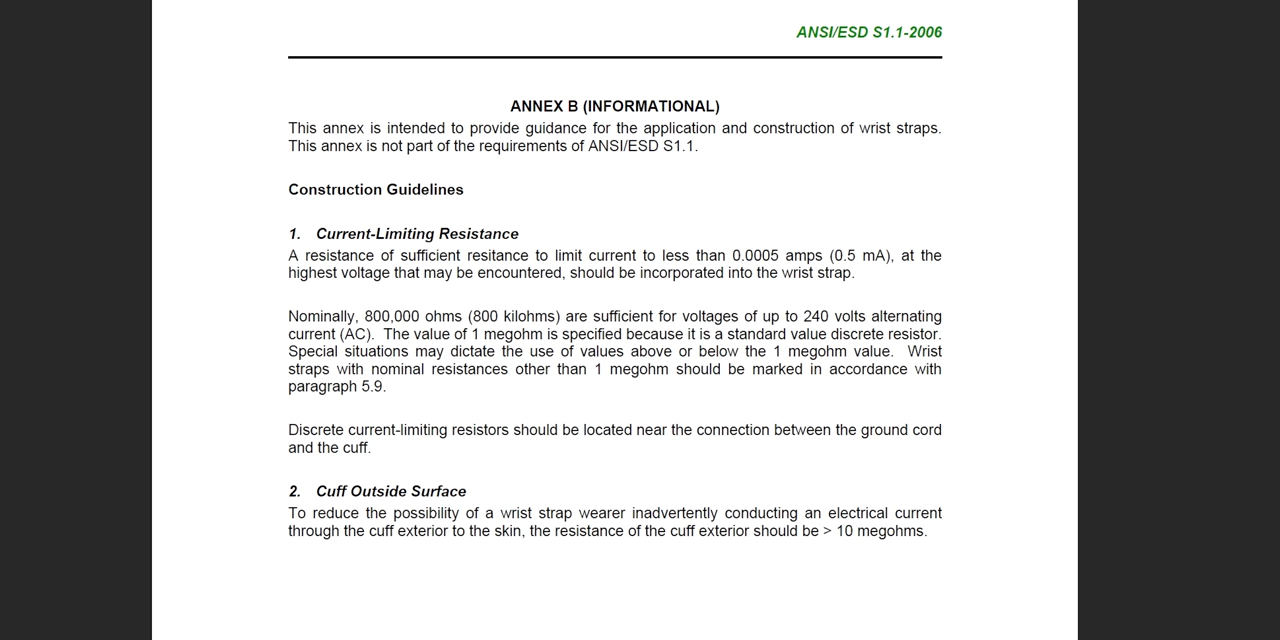 ANSI/ESD S1.1-2006
ANNEX B (INFORMATIONAL)
This annex is intended to provide guidance for the application and construction of wrist straps.
This annex is not part of the requirements of ANSI/ESD S1.1.
Construction Guidelines
1. Current-Limiting Resistance
A resistance of sufficient resitance to limit current to less than 0.0005 amps (0.5 mA), at the
highest voltage that may be encountered, should be incorporated into the wrist strap.
Nominally, 800,000 ohms (800 kilohms) are sufficient for voltages of up to 240 volts alternating
current (AC). The value of 1 megohm is specified because it is a standard value discrete resistor.
Special situations may dictate the use of values above or below the 1 megohm value. Wrist
straps with nominal resistances other than 1 megohm should be marked in accordance with
paragraph 5.9.
Discrete current-limiting resistors should be located near the connection between the ground cord
and the cuff.
2. Cuff Outside Surface
To reduce the possibility of a wrist strap wearer inadvertently conducting an electrical current
through the cuff exterior to the skin, the resistance of the cuff exterior should be > 10 megohms.